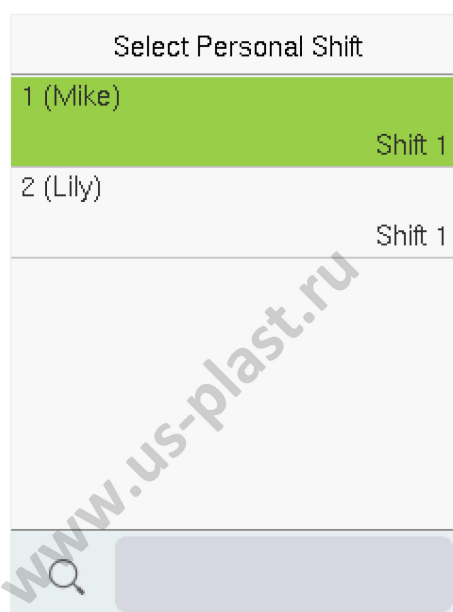 Select Personal Shift
1 (Mike)
Shift 1
2 (Lily)
Shift 1
www.us-plast.ru